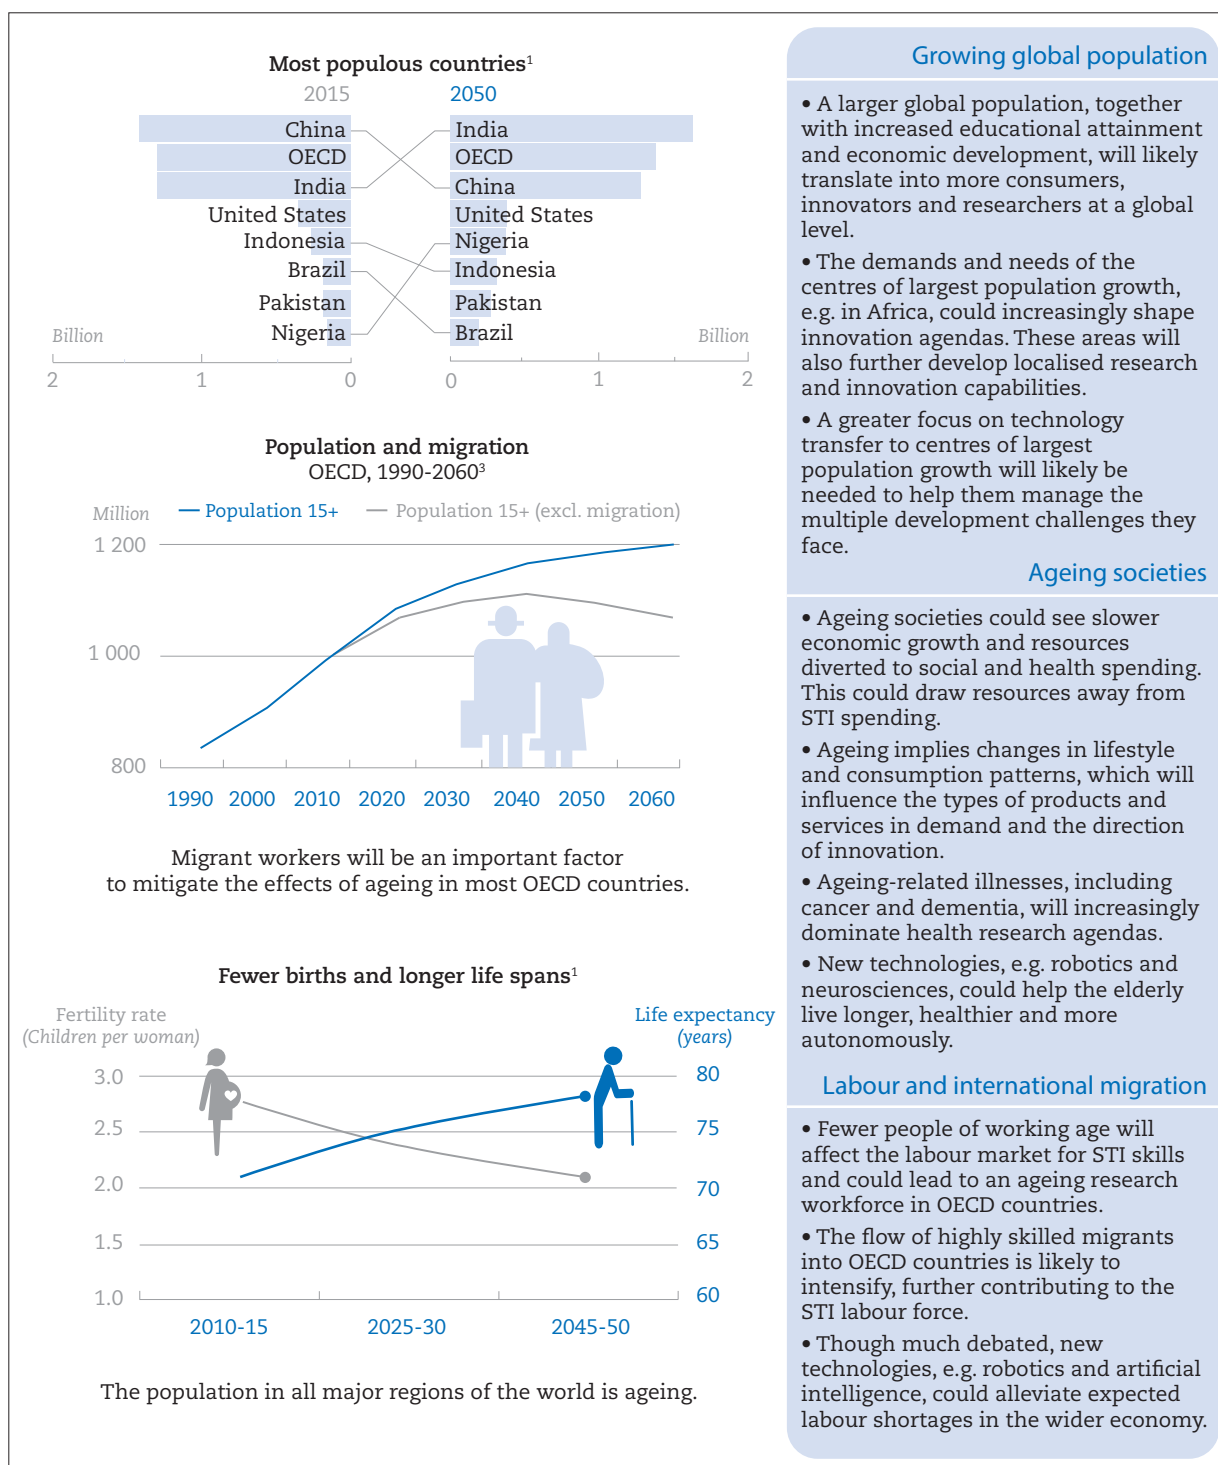 Most populous countries1
2015
2050
China
OECD
India
United States
Indonesia
Brazil
Pakistan
Nigeria
India
OECD
China
United States
Nigeria
Indonesia
Pakistan
Brazil
Billion
Billion
2 1 0
0 1 2
Population and migration
OECD, 1990-20603
Million
Population 15+
Population 15+ (excl. migration)
1 200
1 000
800
1990 2000 2010 2020 2030 2040 2050 2060
Migrant workers will be an important factor
to mitigate the effects of ageing in most OECD countries.
Fewer births and longer life spans1
Fertility rate
(Children per woman)
Life expectancy
(years)
3.0
2.5
2.0
1.5
1.0
80
75
70
65
60
2010-15 2025-30 2045-50
The population in all major regions of the world is ageing.
Growing global population
• A larger global population, together
with increased educational attainment
and economic development, will likely
translate into more consumers,
innovators and researchers at a global
level.
• The demands and needs of the
centres of largest population growth,
e.g. in Africa, could increasingly shape
innovation agendas. These areas will
also further develop localised research
and innovation capabilities.
• A greater focus on technology
transfer to centres of largest
population growth will likely be
needed to help them manage the
multiple development challenges they
face.
Ageing societies
• Ageing societies could see slower
economic growth and resources
diverted to social and health spending.
This could draw resources away from
STI spending.
• Ageing implies changes in lifestyle
and consumption patterns, which will
influence the types of products and
services in demand and the direction
of innovation.
• Ageing-related illnesses, including
cancer and dementia, will increasingly
dominate health research agendas.
• New technologies, e.g. robotics and
neurosciences, could help the elderly
live longer, healthier and more
autonomously.
Labour and international migration
• Fewer people of working age will
affect the labour market for STI skills
and could lead to an ageing research
workforce in OECD countries.
• The flow of highly skilled migrants
into OECD countries is likely to
intensify, further contributing to the
STI labour force.
• Though much debated, new
technologies, e.g. robotics and artificial
intelligence, could alleviate expected
labour shortages in the wider economy.